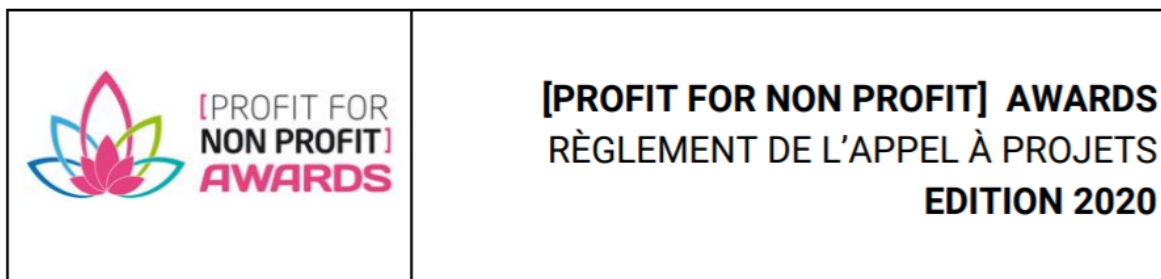 [PROFIT FOR
NON PROFIT]
AWARDS
[PROFIT FOR NON PROFIT] AWARDS
RÈGLEMENT DE L'APPEL À PROJETS
EDITION 2020